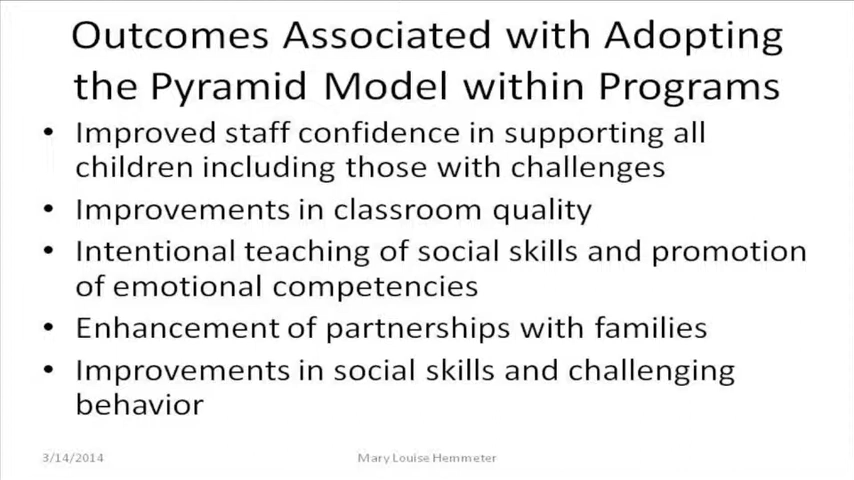 Outcomes Associated with Adopting
the Pyramid Model within Programs
• Improved staff confidence in supporting all
children including those with challenges
• Improvements in classroom quality
• Intentional teaching of social skills and promotion
of emotional competencies
• Enhancement of partnerships with families
• Improvements in social skills and challenging
behavior
3/14/2014 Mary Louise Hemmeter